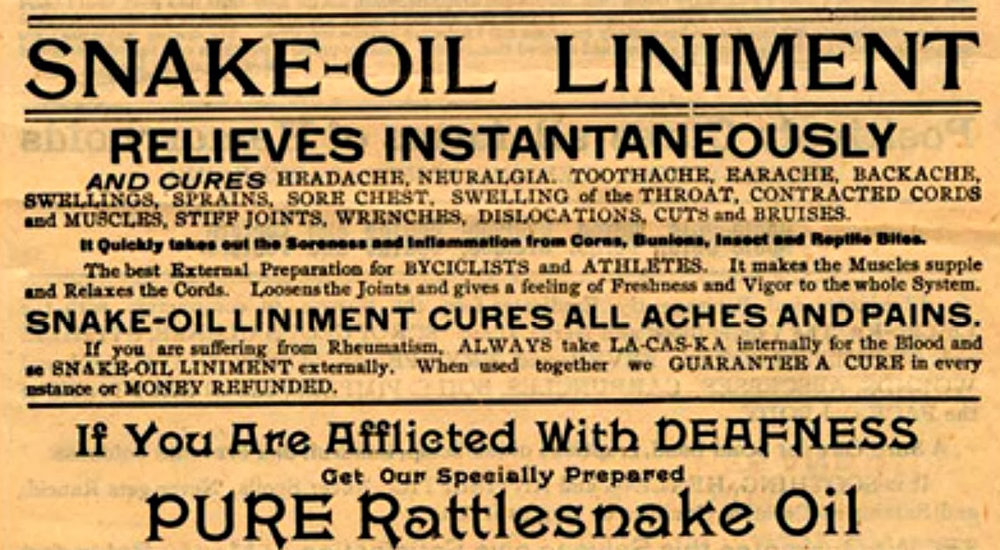 SNAKE-OIL LINIMENT
RELIEVES INSTANTANEOUSLY
AND CURES HEADACHE, NEURALGIA. TOOTHACHE, EARACHE, BACKACHE,
SWELLINGS, SPRAINS, SORE CHEST, SWELLING of the THROAT, CONTRACTED CORDS
and MUSCLES, STIFF JOINTS, WRENCHES, DISLOCATIONS, CUTS and BRUISES.
It Quickly takes out the Soreness and Inflammation from Corns, Bunions, Insect and Reptile Bites.
The best External Preparation for BYCICLISTS and ATHLETES. It makes the Muscles supple
and Relaxes the Cords. Loosens the Joints and gives a feeling of Freshness and Vigor to the whole System.
SNAKE-OIL LINIMENT CURES ALL ACHES AND PAINS.
If you are suffering from Rheumatism, ALWAYS take LA-CAS-KA internally for the Blood and
se SNAKE-OIL LINIMENT externally. When used together we GUARANTEE A CURE in every
nstance or MONEY REFUNDED.
If You Are Afflicted With DEAFNESS
Get Our Specially Prepared
PURE Rattlesnake Oil